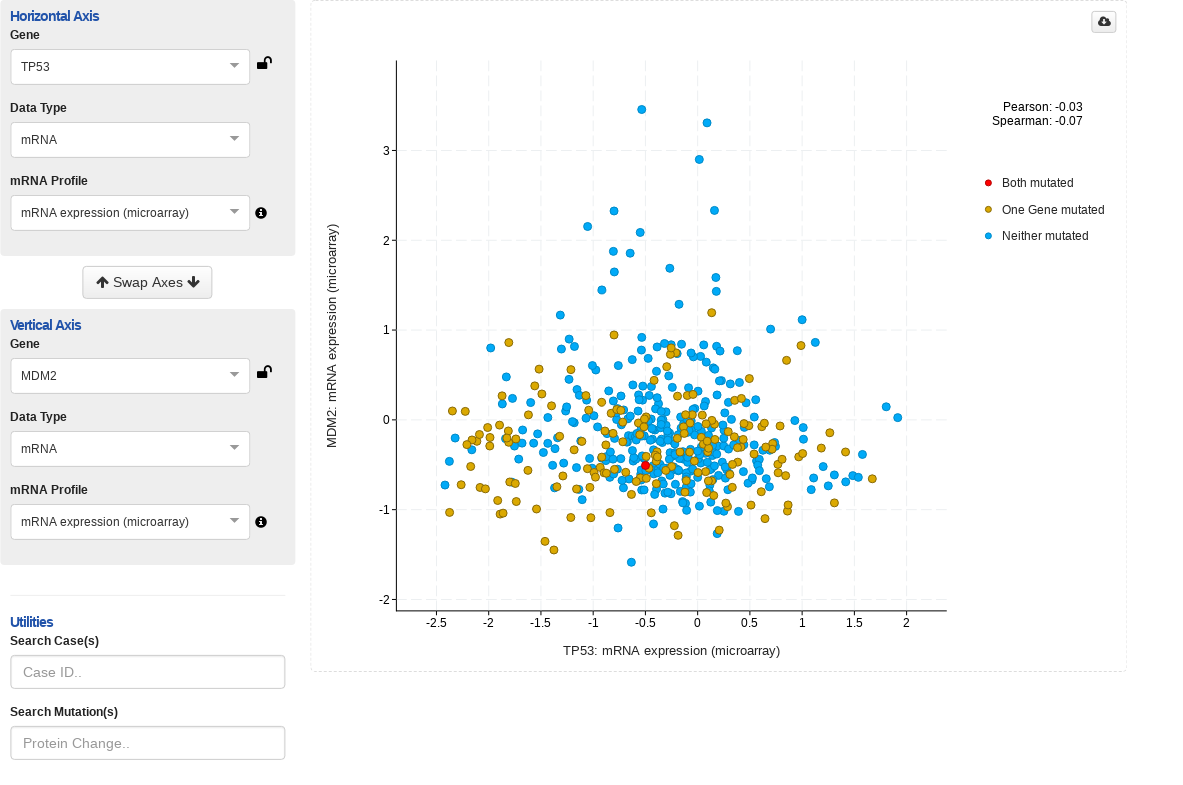 Horizontal Axis
Gene
TP53
Data Type
mRNA
mRNA Profile
mRNA expression (microarray)
Swap Axes
Vertical Axis
Gene
MDM2
Data Type
mRNA
mRNA Profile
mRNA expression (microarray)
Utilities
Search Case(s)
Case ID..
Search Mutation(s)
Protein Change..
MDM2: mRNA expression (microarray)
3
2
1
0
-1
-2
-2.5 -2 -1.5 -1 -0.5 0 0.5 1 1.5 2
TP53: mRNA expression (microarray)
Pearson: -0.03
Spearman: -0.07
Both mutated
One Gene mutated
Neither mutated